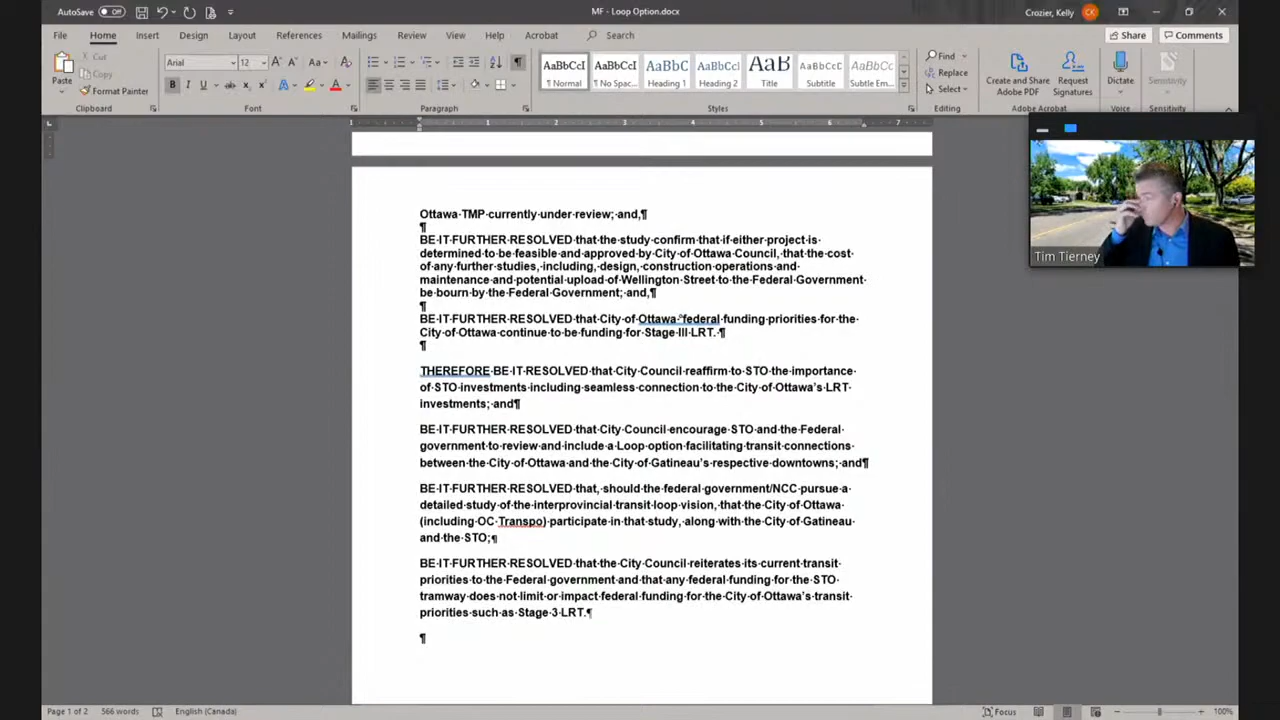 AutoSave Off
MF - Loop Option.docx
Crozier, Kelly CK
File Home Insert Design Layout References Mailings Review View Help Acrobat Search
Share Comments
Paste
Cut
Copy
Format Painter
Clipboard
Arial 12
Font
Paragraph
AaBbCcI AaBbCcI AaBbC AaBbCcI AaB AaBbCcI AaBbCcI
¶ Normal ¶ No Spac... Heading 1 Heading 2 Title Subtitle Subtle Em...
Styles
Find
Replace
Select
Editing
Create and Share Adobe PDF
Request Signatures
Adobe Acrobat
Dictate
Voice
Sensitivity
Sensitivity
1 1 2 3 4 5 6 7
Ottawa·TMP·currently·under·review;·and,¶
¶
BE·IT·FURTHER·RESOLVED·that·the·study·confirm·that·if·either·project·is·
determined·to·be·feasible·and·approved·by·City·of·Ottawa·Council,·that·the·cost·
of·any·further·studies,·including,·design,·construction·operations·and·
maintenance·and·potential·upload·of·Wellington·Street·to·the·Federal·Government·
be·bourn·by·the·Federal·Government;·and,¶
¶
BE·IT·FURTHER·RESOLVED·that·City·of·Ottawa·°federal·funding·priorities·for·the·
City·of·Ottawa·continue·to·be·funding·for·Stage·III·LRT.·¶
¶
THEREFORE·BE·IT·RESOLVED·that·City·Council·reaffirm·to·STO·the·importance·
of·STO·investments·including·seamless·connection·to·the·City·of·Ottawa's·LRT·
investments;·and¶
BE·IT·FURTHER·RESOLVED·that·City·Council·encourage·STO·and·the·Federal·
government·to·review·and·include·a·Loop·option·facilitating·transit·connections·
between·the·City·of·Ottawa·and·the·City·of·Gatineau's·respective·downtowns;·and¶
BE·IT·FURTHER·RESOLVED·that,·should·the·federal·government/NCC·pursue·a·
detailed·study·of·the·interprovincial·transit·loop·vision,·that·the·City·of·Ottawa·
(including·OC·Transpo)·participate·in·that·study,·along·with·the·City·of·Gatineau·
and·the·STO;¶
BE·IT·FURTHER·RESOLVED·that·the·City·Council·reiterates·its·current·transit·
priorities·to·the·Federal·government·and·that·any·federal·funding·for·the·STO·
tramway·does·not·limit·or·impact·federal·funding·for·the·City·of·Ottawa's·transit·
priorities·such·as·Stage·3·LRT.¶
¶
Tim Tierney
Page 1 of 2 566 words English (Canada)
Focus 100%